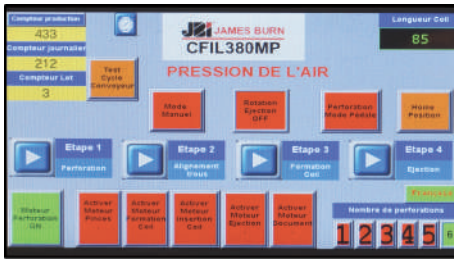 Compteur production
433
Compteur journalier
212
Compteur Lot
3
JBI JAMES BURN
CFIL380MP
Longueur Coil
85
Test
Cycle
Convoyeur
PRESSION DE L'AIR
Mode
Manuel
Rotation
Ejection
OFF
Perforation
Mode Pédale
Home
Position
Etape 1
Perforation
Etape 2
Alignement
trous
Etape 3
Formation
Coil
Etape 4
Ejection
Moteur
Perforation
ON
Activer
Moteur
Pinces
Activer
Moteur
Formation
Coil
Activer
Moteur
Insertion
Coil
Activer
Moteur
Ejection
Activer
Moteur
Document
Français
Nombre de perforations
1 2 3 4 5 6